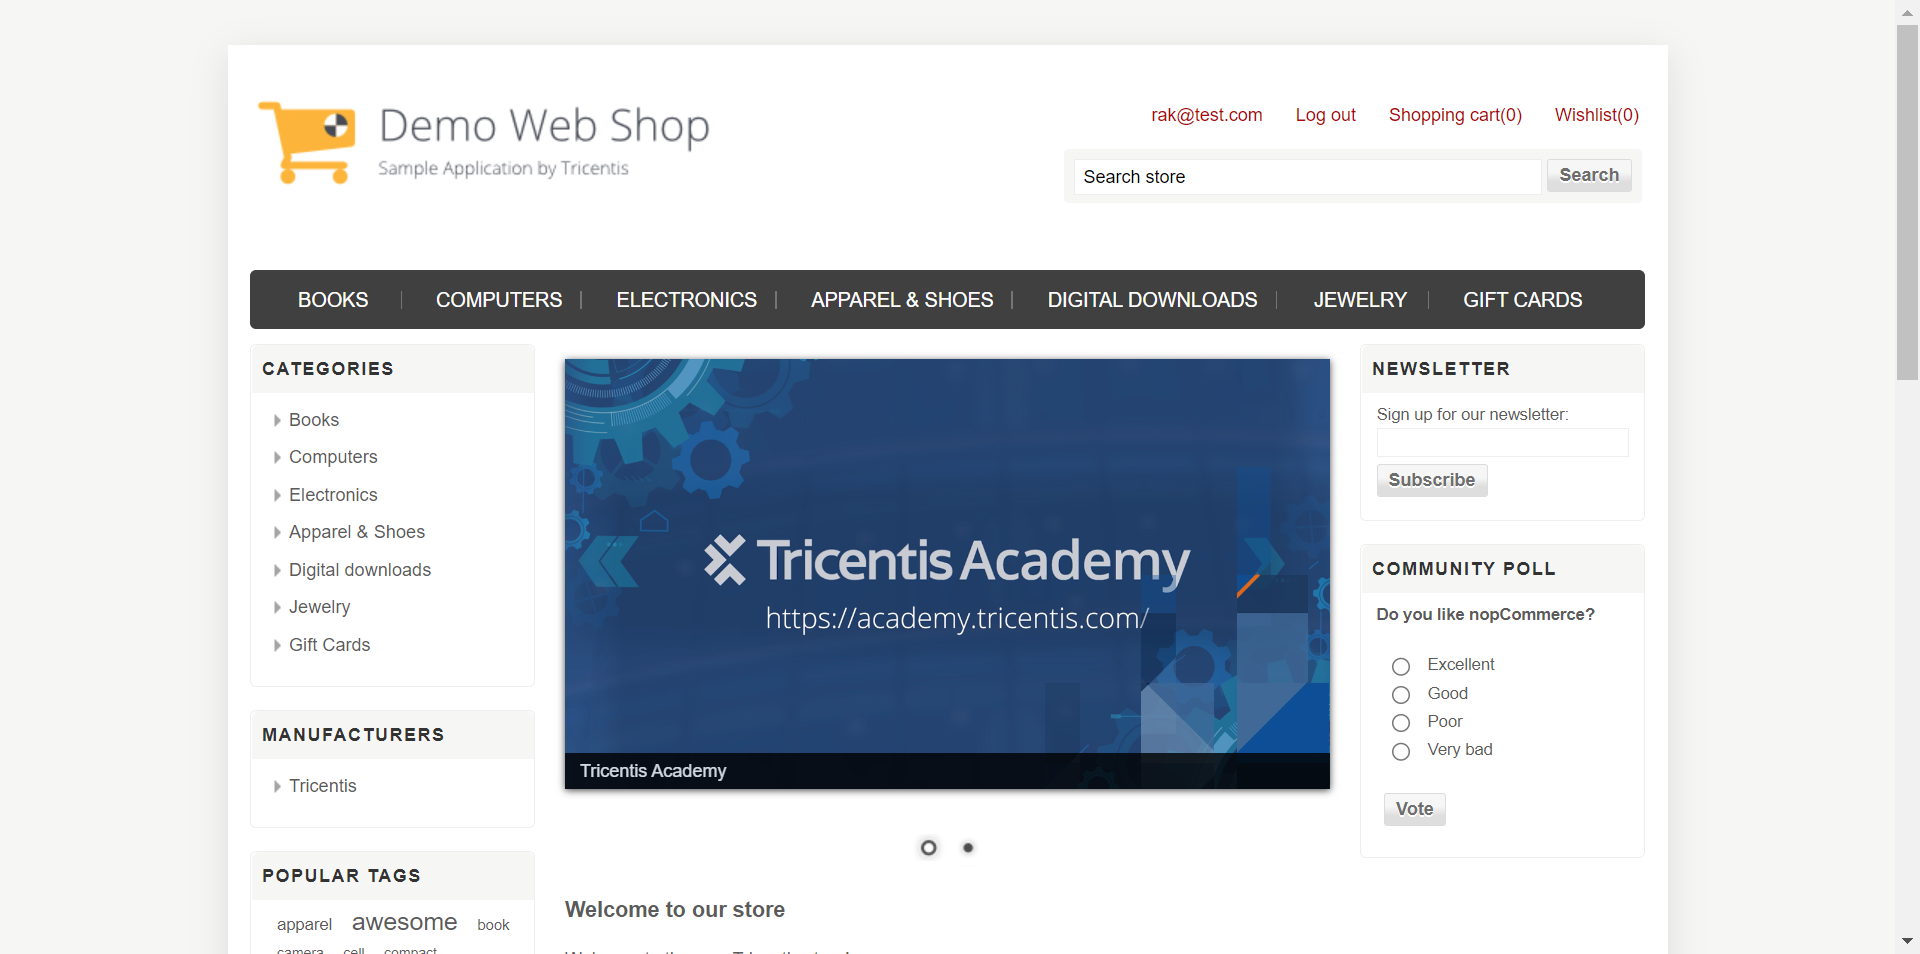 Demo Web Shop
Sample Application by Tricentis
rak@test.com Log out Shopping cart(0) Wishlist(0)
Search store Search
BOOKS COMPUTERS ELECTRONICS APPAREL & SHOES DIGITAL DOWNLOADS JEWELRY GIFT CARDS
CATEGORIES
Books
Computers
Electronics
Apparel & Shoes
Digital downloads
Jewelry
Gift Cards
MANUFACTURERS
Tricentis
POPULAR TAGS
apparel awesome book
camera cell compact
Tricentis Academy
https://academy.tricentis.com/
Tricentis Academy
Welcome to our store
NEWSLETTER
Sign up for our newsletter:
Subscribe
COMMUNITY POLL
Do you like nopCommerce?
Excellent
Good
Poor
Very bad
Vote